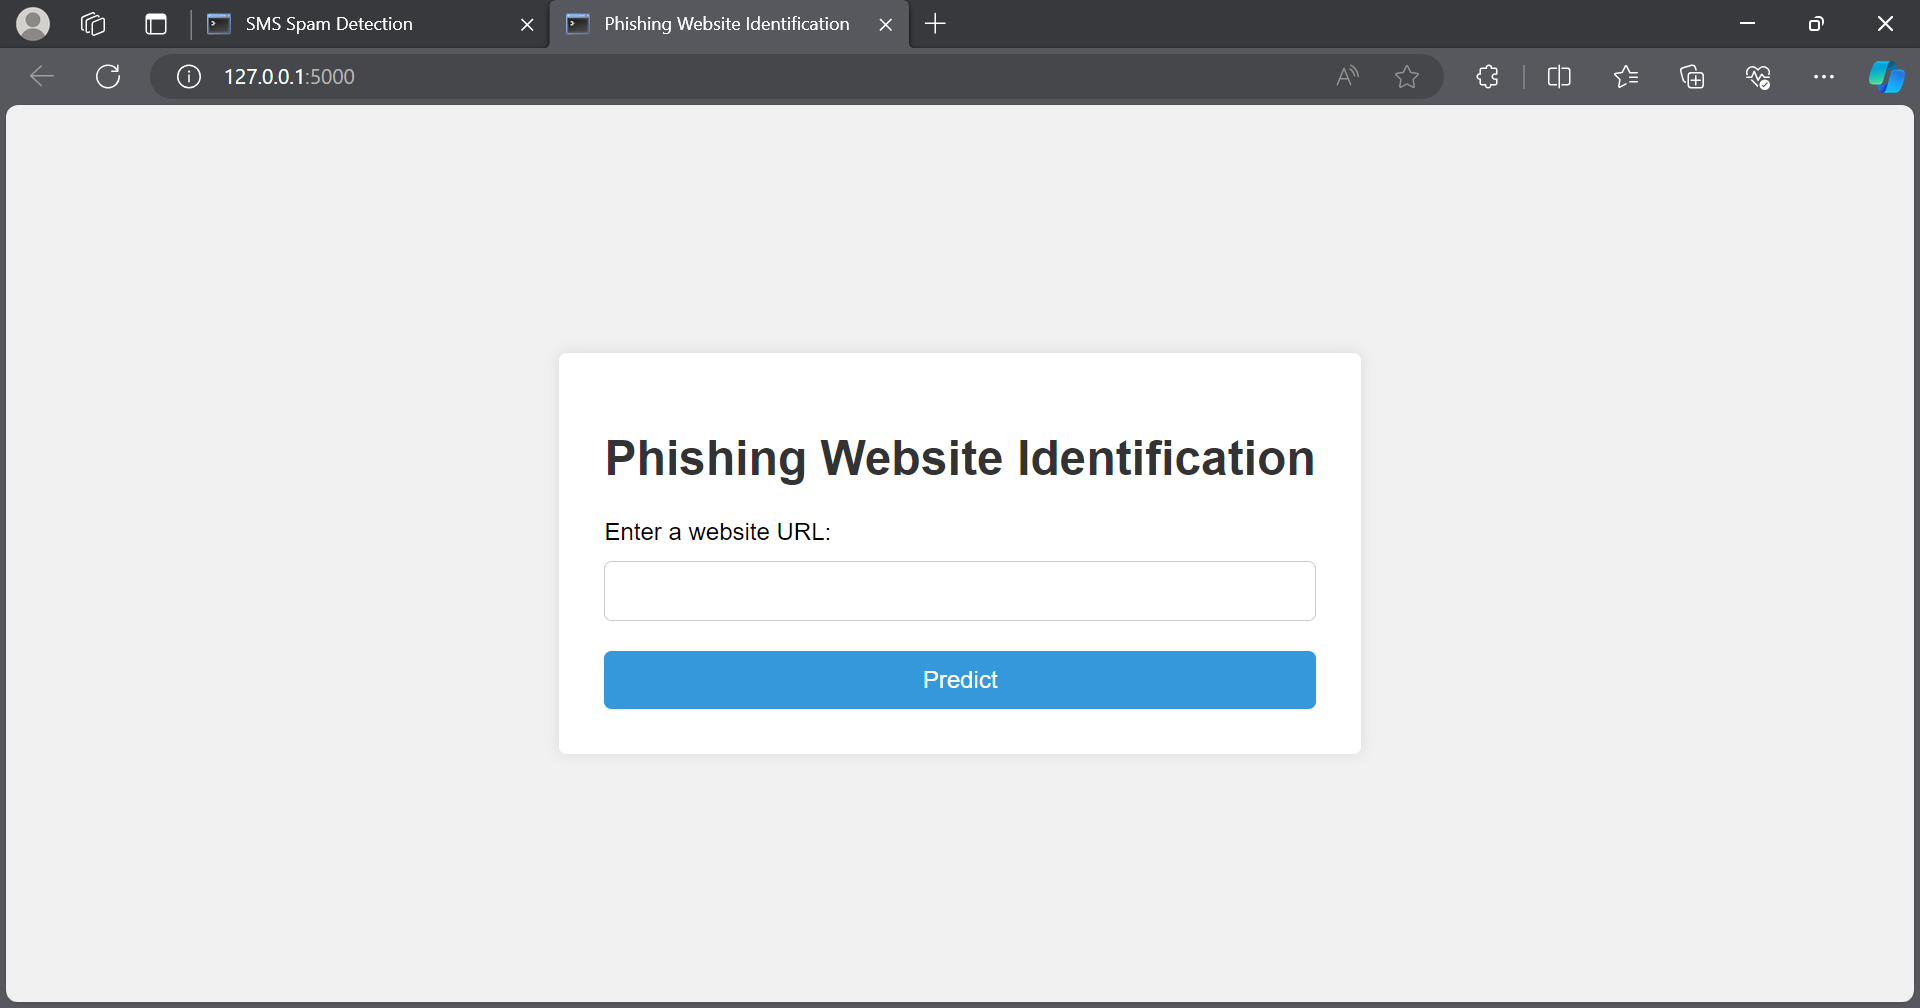 SMS Spam Detection
Phishing Website Identification
127.0.0.1:5000
Phishing Website Identification
Enter a website URL:
Predict